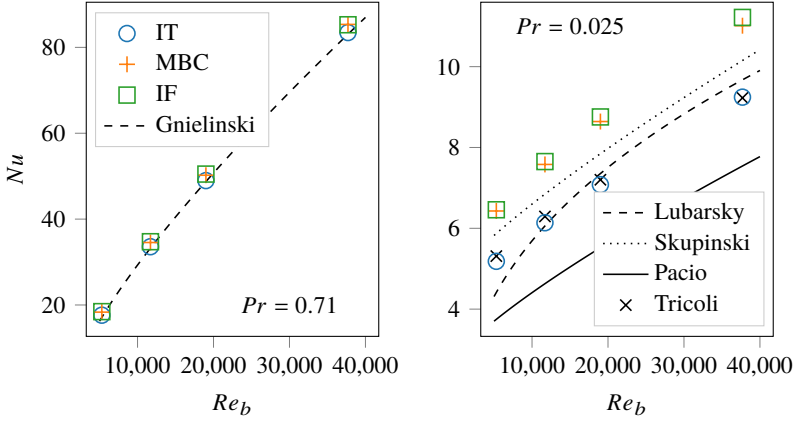 IT
MBC
IF
Gnielinski
Pr = 0.71
Nu
80
60
40
20
10,000 20,000 30,000 40,000
Re_b
Pr = 0.025
10
8
6
4
Lubarsky
Skupinski
Pacio
Tricoli
10,000 20,000 30,000 40,000
Re_b